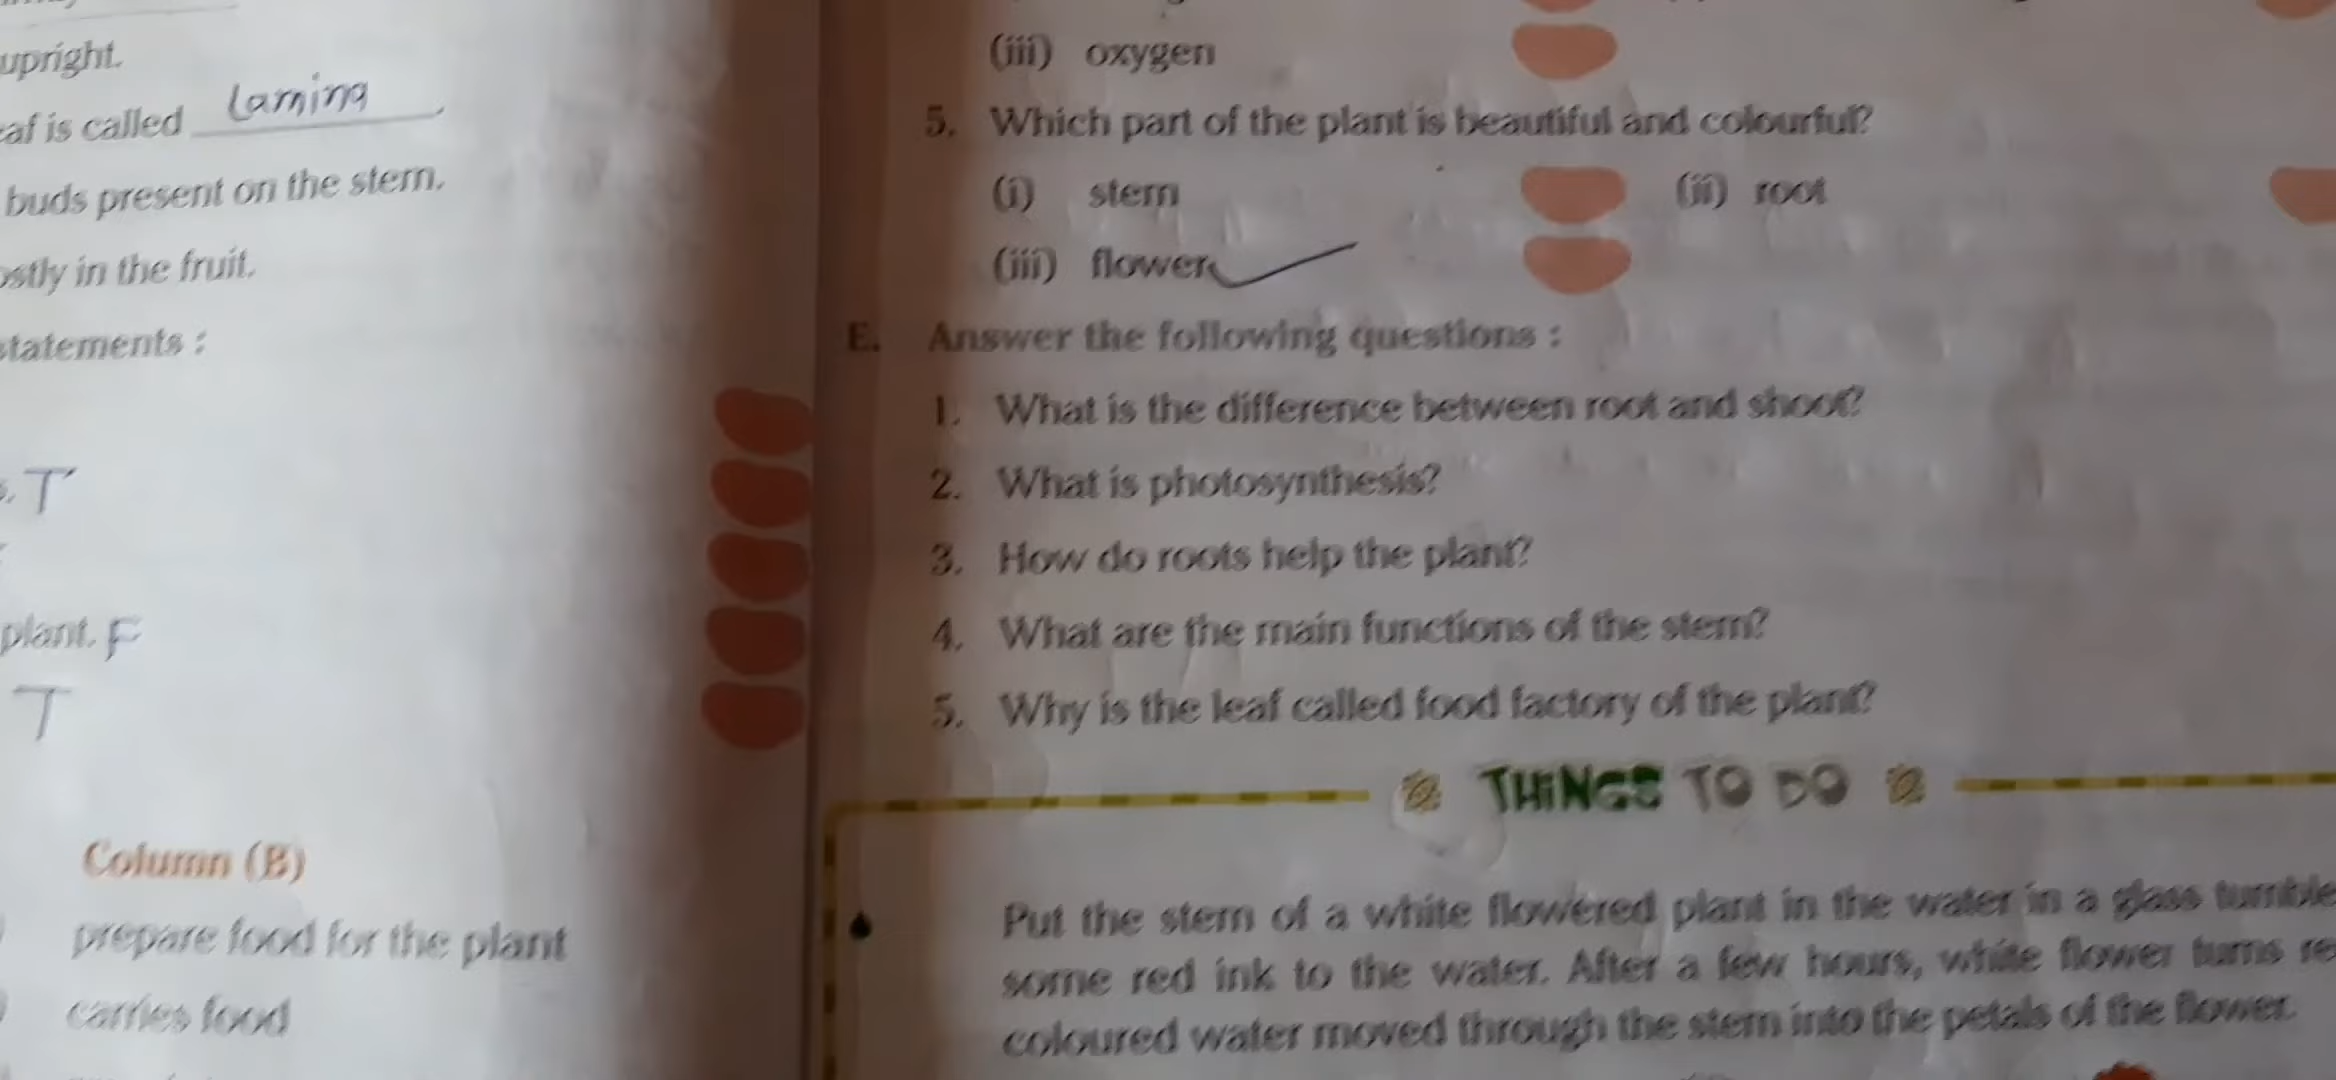 upright.
af is called Lamina.
buds present on the stem.
ostly in the fruit.
statements :
T
plant. F
T
Column (B)
prepare food for the plant
carries food
(iii) oxygen
5. Which part of the plant is beautiful and colourful?
(i) stem (ii) root
(iii) flower
E. Answer the following questions :
1. What is the difference between root and shoot?
2. What is photosynthesis?
3. How do roots help the plant?
4. What are the main functions of the stem?
5. Why is the leaf called food factory of the plant?
THINGS TO DO
Put the stem of a white flowered plant in the water in a glass tumble
some red ink to the water. After a few hours, white flower turns re
coloured water moved through the stem into the petals of the flower.